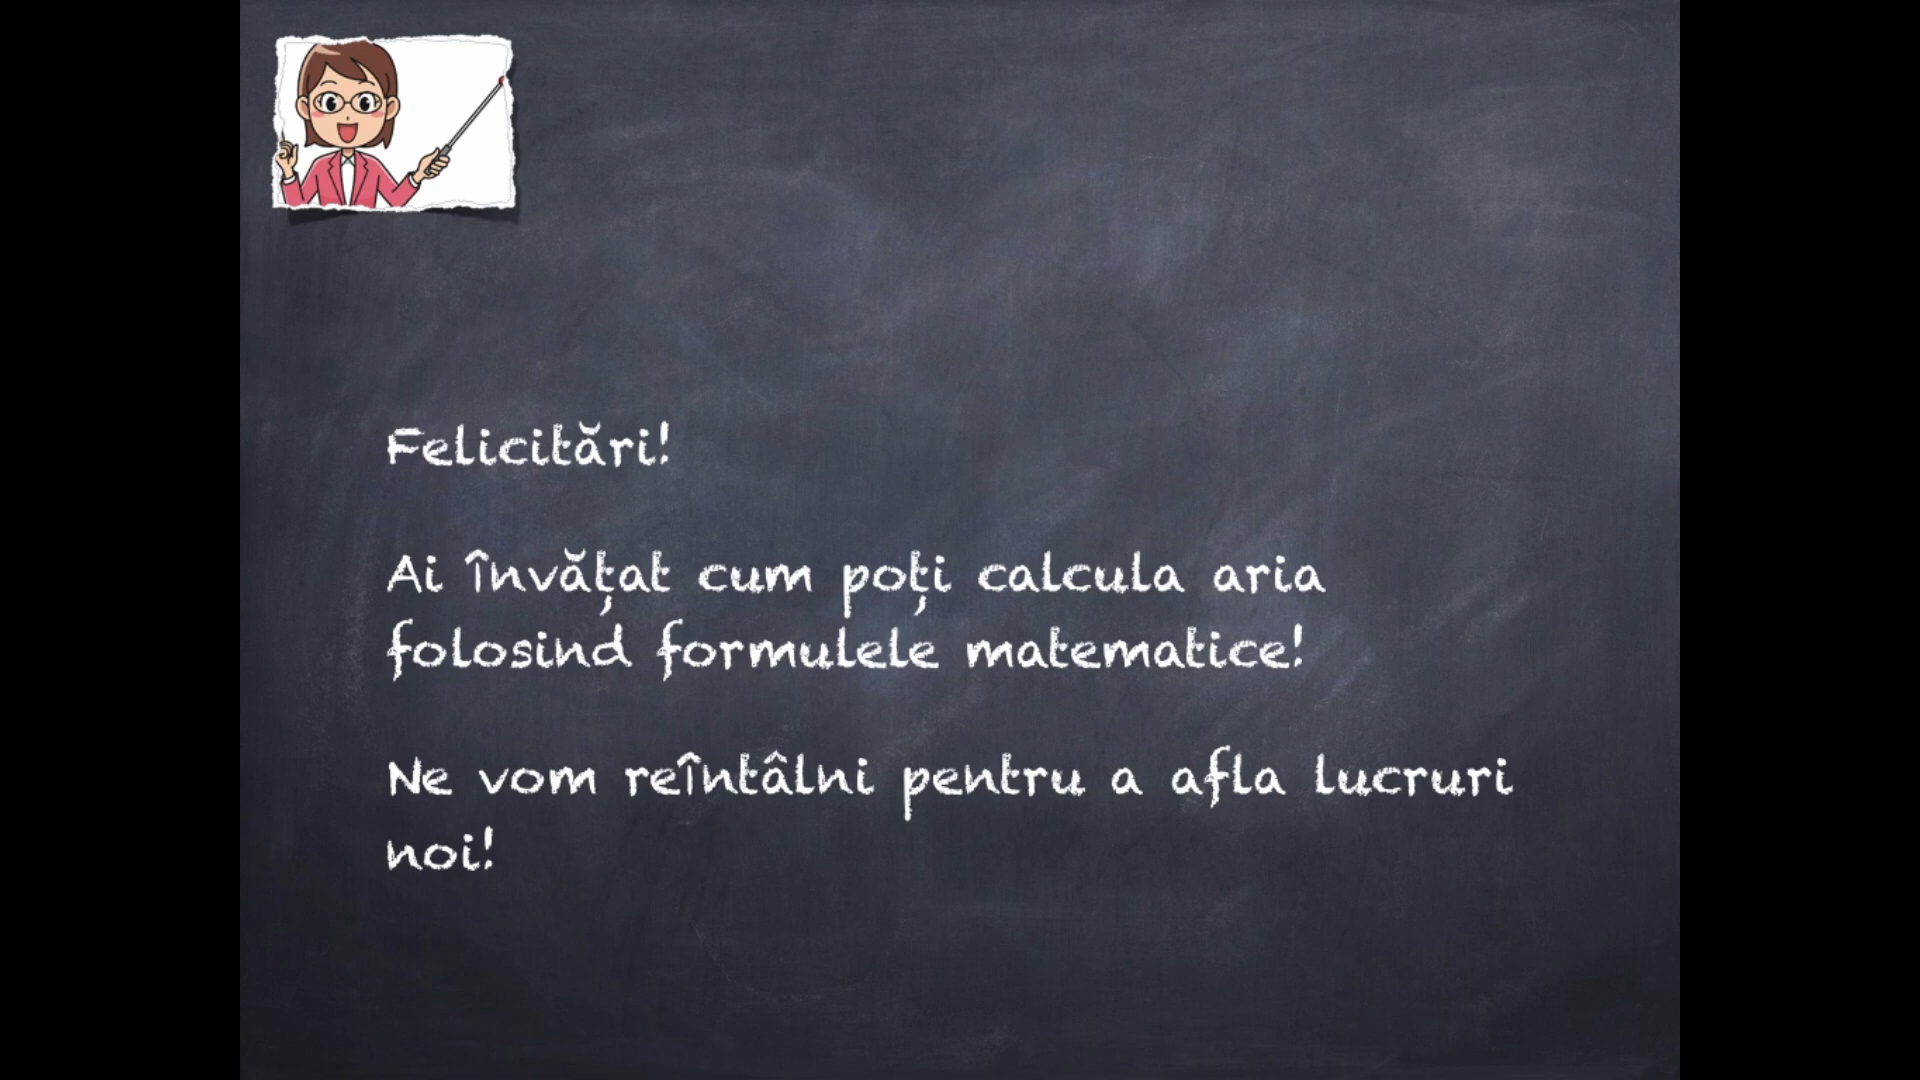 Felicitări!
Ai învățat cum poți calcula aria
folosind formulele matematice!
Ne vom reîntâlni pentru a afla lucruri
noi!